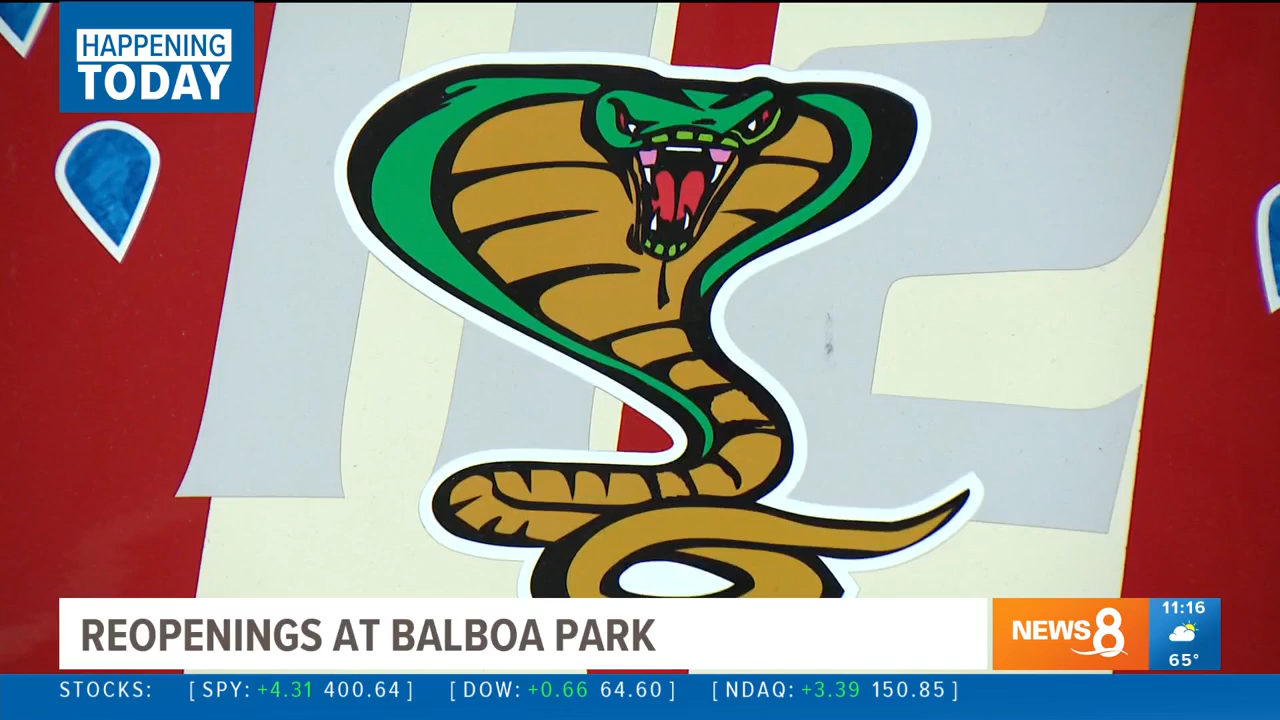 HAPPENING
TODAY
REOPENINGS AT BALBOA PARK
NEWS 8
11:16
65°
STOCKS: [SPY: +4.31 400.64] [DOW: +0.66 64.60] [NDAQ: +3.39 150.85]